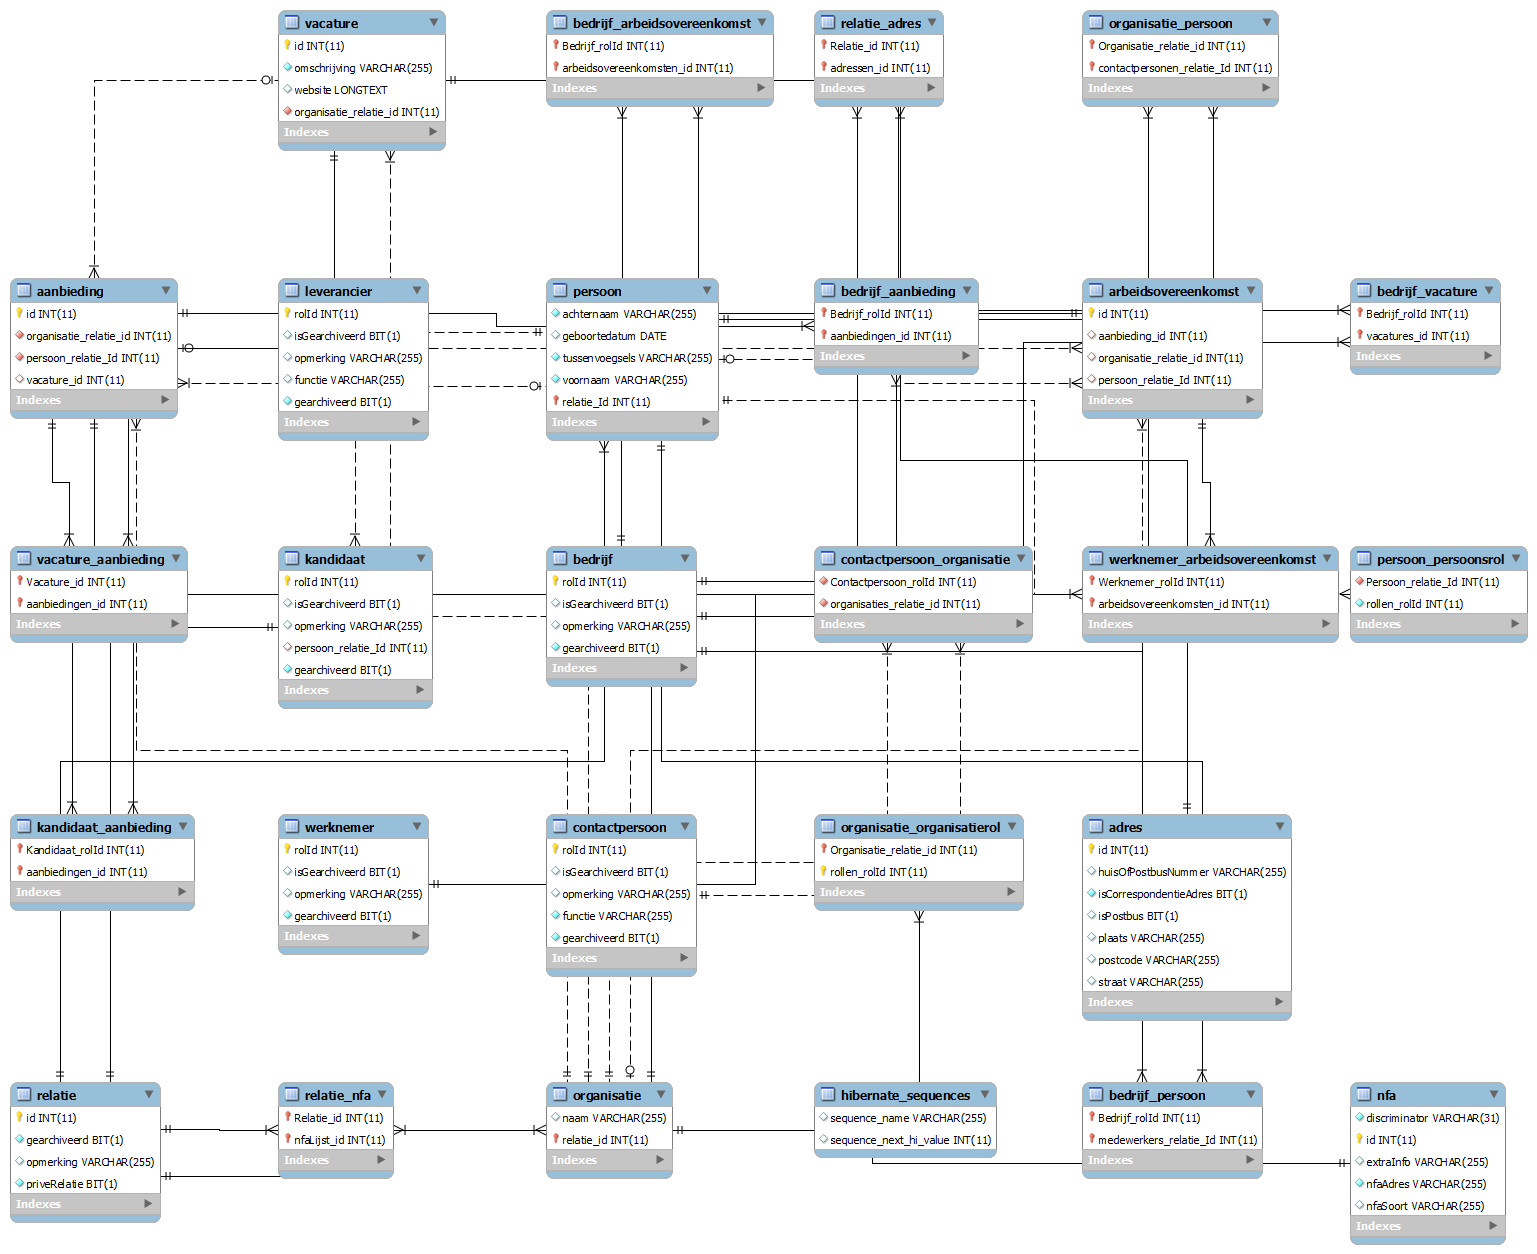 vacature
id INT(11)
omschrijving VARCHAR(255)
website LONGTEXT
organisatie_relatie_id INT(11)
Indexes
bedrijf_arbeidsovereenkomst
Bedrijf_rolId INT(11)
arbeidsovereenkomsten_id INT(11)
Indexes
relatie_adres
Relatie_id INT(11)
adressen_id INT(11)
Indexes
organisatie_persoon
Organisatie_relatie_id INT(11)
contactpersonen_relatie_Id INT(11)
Indexes
aanbieding
id INT(11)
organisatie_relatie_id INT(11)
persoon_relatie_Id INT(11)
vacature_id INT(11)
Indexes
leverancier
rolId INT(11)
isGearchiveerd BIT(1)
opmerking VARCHAR(255)
functie VARCHAR(255)
gearchiveerd BIT(1)
Indexes
persoon
achternaam VARCHAR(255)
geboortedatum DATE
tussenvoegsels VARCHAR(255)
voornaam VARCHAR(255)
relatie_Id INT(11)
Indexes
bedrijf_aanbieding
Bedrijf_rolId INT(11)
aanbiedingen_id INT(11)
Indexes
arbeidsovereenkomst
id INT(11)
aanbieding_id INT(11)
organisatie_relatie_id INT(11)
persoon_relatie_Id INT(11)
Indexes
bedrijf_vacature
Bedrijf_rolId INT(11)
vacatures_id INT(11)
Indexes
vacature_aanbieding
Vacature_id INT(11)
aanbiedingen_id INT(11)
Indexes
kandidaat
rolId INT(11)
isGearchiveerd BIT(1)
opmerking VARCHAR(255)
persoon_relatie_Id INT(11)
gearchiveerd BIT(1)
Indexes
bedrijf
rolId INT(11)
isGearchiveerd BIT(1)
opmerking VARCHAR(255)
gearchiveerd BIT(1)
Indexes
contactpersoon_organisatie
Contactpersoon_rolId INT(11)
organisaties_relatie_id INT(11)
Indexes
werknemer_arbeidsovereenkomst
Werknemer_rolId INT(11)
arbeidsovereenkomsten_id INT(11)
Indexes
persoon_persoonsrol
Persoon_relatie_Id INT(11)
rollen_rolId INT(11)
Indexes
kandidaat_aanbieding
Kandidaat_rolId INT(11)
aanbiedingen_id INT(11)
Indexes
werknemer
rolId INT(11)
isGearchiveerd BIT(1)
opmerking VARCHAR(255)
gearchiveerd BIT(1)
Indexes
contactpersoon
rolId INT(11)
isGearchiveerd BIT(1)
opmerking VARCHAR(255)
functie VARCHAR(255)
gearchiveerd BIT(1)
Indexes
organisatie_organisatierol
Organisatie_relatie_id INT(11)
rollen_rolId INT(11)
Indexes
adres
id INT(11)
huisOfPostbusNummer VARCHAR(255)
isCorrespondentieAdres BIT(1)
isPostbus BIT(1)
plaats VARCHAR(255)
postcode VARCHAR(255)
straat VARCHAR(255)
Indexes
relatie
id INT(11)
gearchiveerd BIT(1)
opmerking VARCHAR(255)
priveRelatie BIT(1)
Indexes
relatie_nfa
Relatie_id INT(11)
nfaLijst_id INT(11)
Indexes
organisatie
naam VARCHAR(255)
relatie_id INT(11)
Indexes
hibernate_sequences
sequence_name VARCHAR(255)
sequence_next_hi_value INT(11)
Indexes
bedrijf_persoon
Bedrijf_rolId INT(11)
medewerkers_relatie_Id INT(11)
Indexes
nfa
discriminator VARCHAR(31)
id INT(11)
extraInfo VARCHAR(255)
nfaAdres VARCHAR(255)
nfaSoort VARCHAR(255)
Indexes